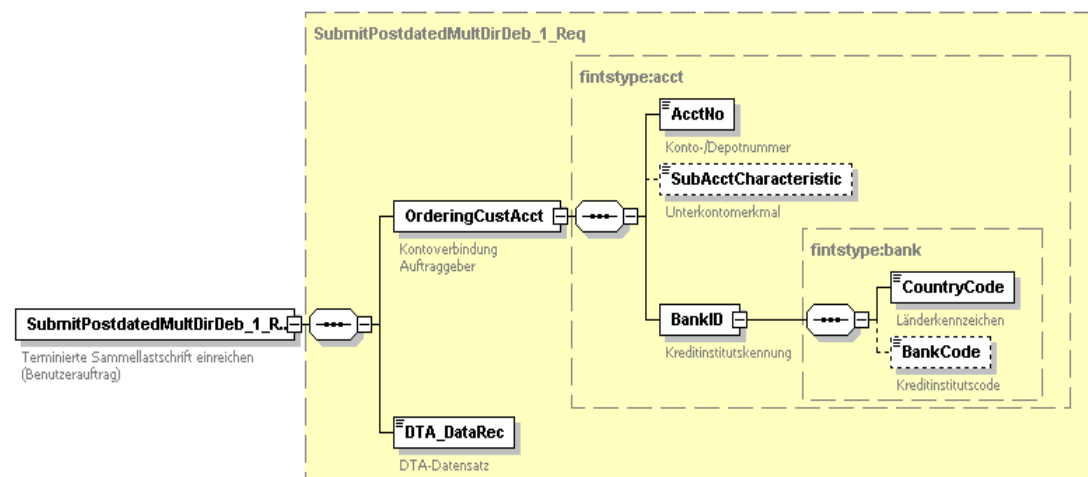 SubmitPostdatedMultDirDeb_1_Req
fintstype:acct
AcctNo
Konto-/Depotnummer
SubAcctCharacteristic
Unterkontomerkmal
OrderingCustAcct
Kontoverbindung
Auftraggeber
fintstype:bank
CountryCode
Länderkennzeichen
BankID
Kreditinstitutskennung
BankCode
Kreditinstitutscode
SubmitPostdatedMultDirDeb_1_R..
Terminierte Sammellastschrift einreichen
(Benutzerauftrag)
DTA_DataRec
DTA-Datensatz